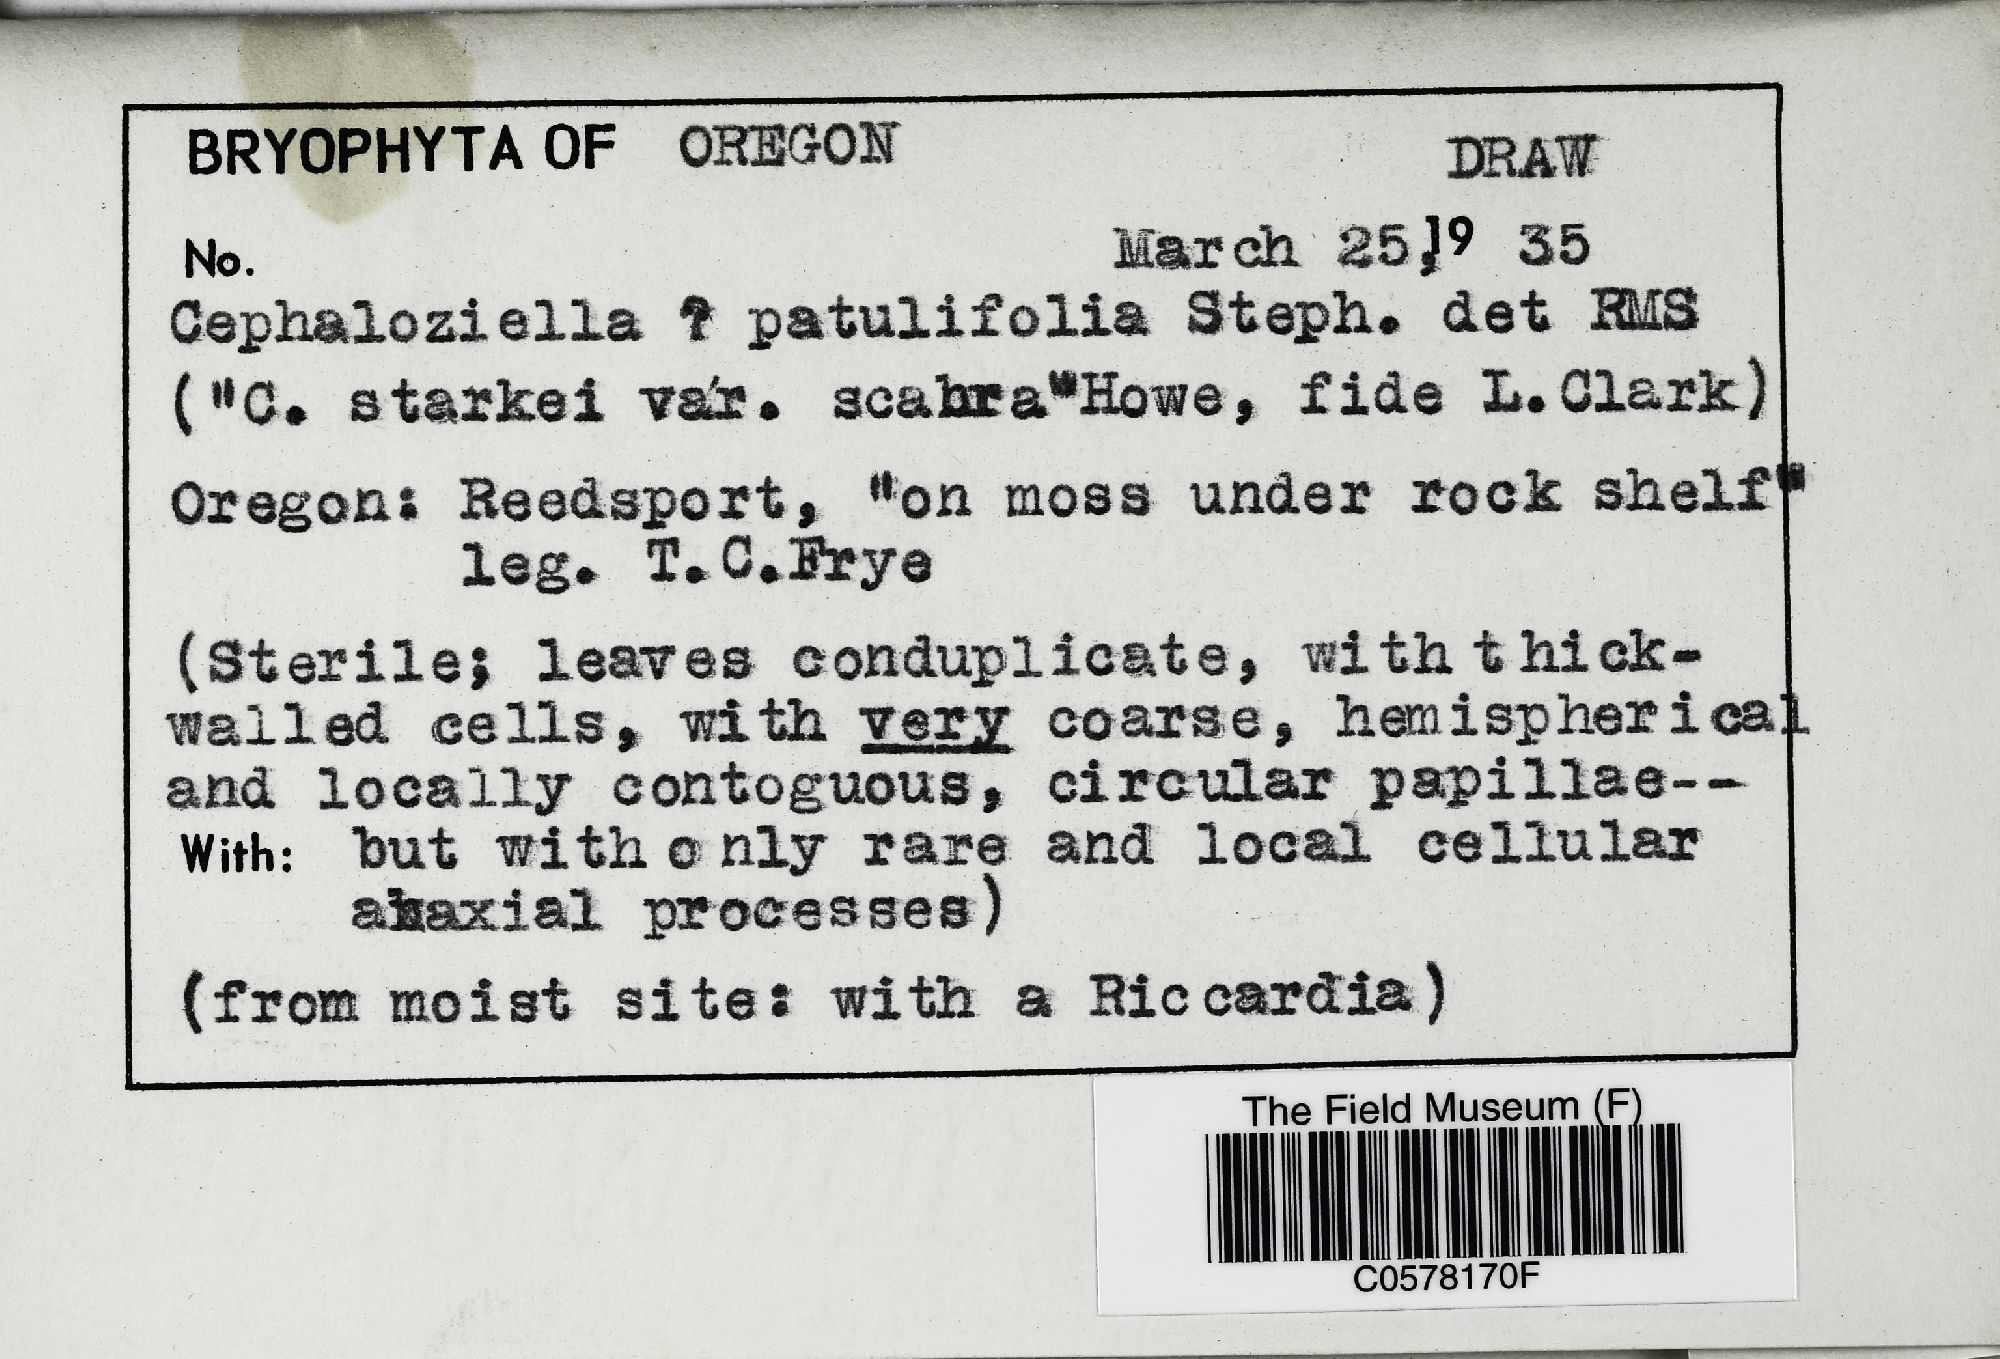 BRYOPHYTA OF OREGON DRAW
No. March 25, 19 35
Cephaloziella ? patulifolia Steph. det RMS
("C. starkei var. scabra" Howe, fide L. Clark)
Oregon: Reedsport, "on moss under rock shelf"
leg. T.C.Frye
(Sterile; leaves conduplicate, with thick-
walled cells, with very coarse, hemispherical
and locally contoguous, circular papillae--
With: but with only rare and local cellular
abaxial processes)
(from moist site: with a Riccardia)
The Field Museum (F)
C0578170F